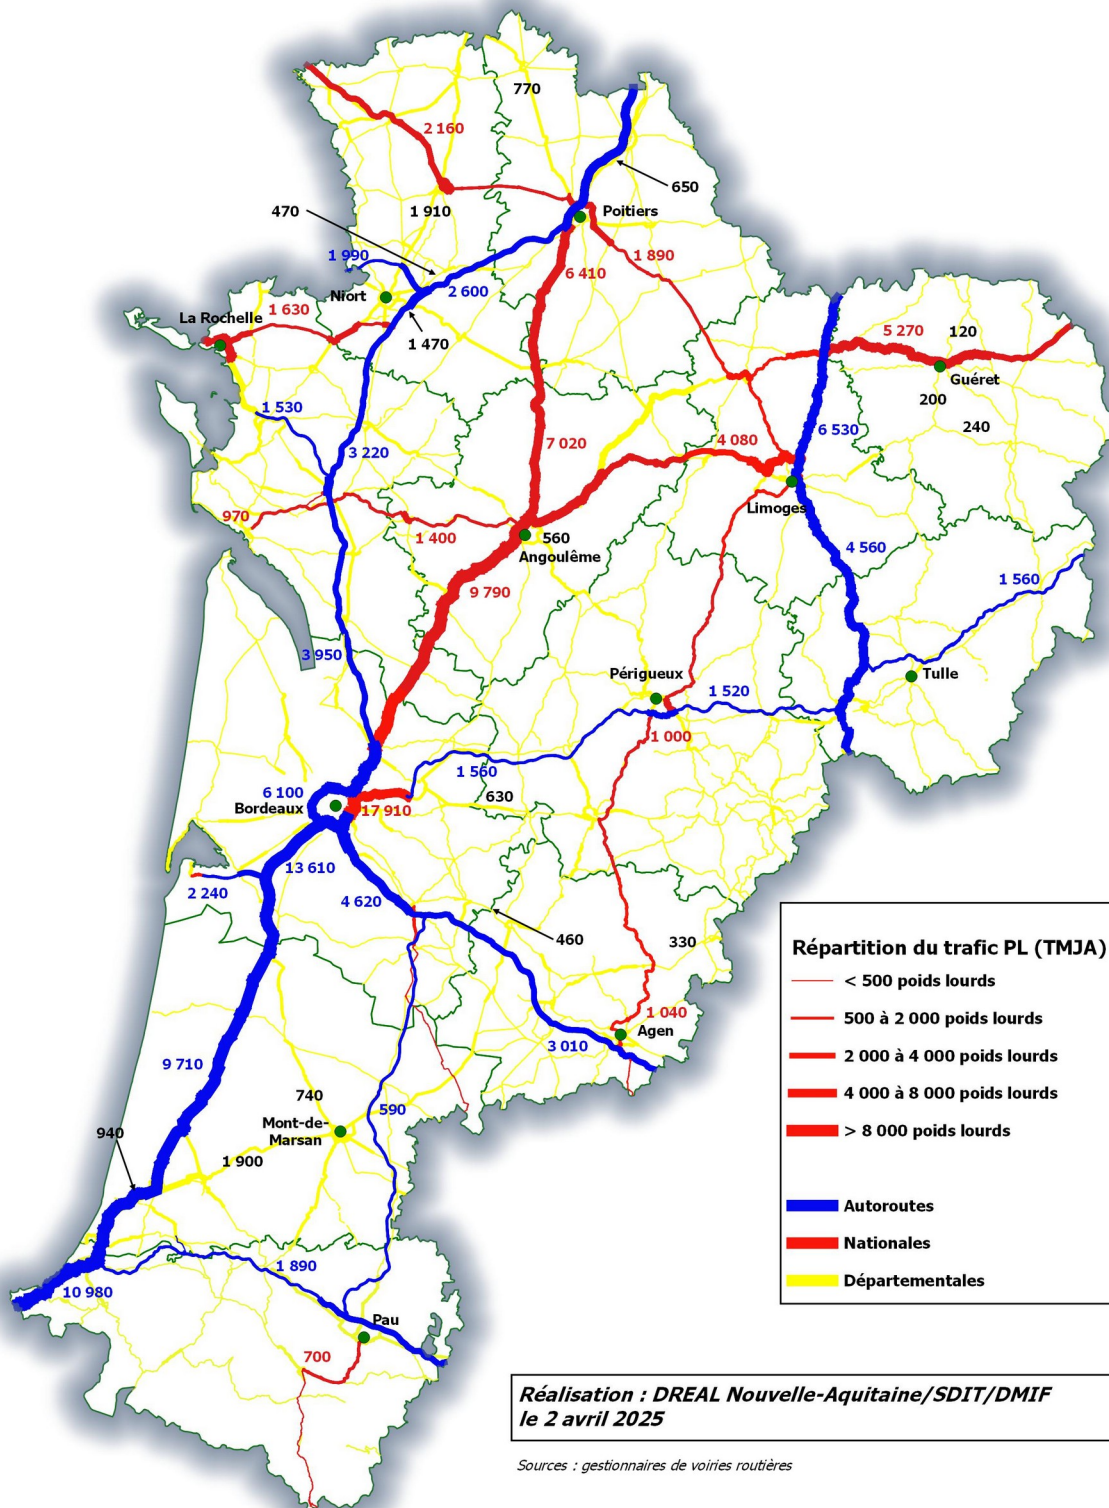 770
2 160
650
1 910
Poitiers
470
1 990
1 890
6 410
2 600
Niort
La Rochelle
1 630
5 270
120
1 470
Guéret
200
1 530
240
6 530
3 220
7 020
4 080
Limoges
970
1 400
560
Angoulême
4 560
1 560
9 790
3 950
Périgueux
Tulle
1 520
1 000
1 560
6 100
630
Bordeaux
17 910
13 610
2 240
4 620
460
330
1 040
Agen
3 010
9 710
740
590
Mont-de-
Marsan
940
1 900
1 890
10 980
Pau
700
Répartition du trafic PL (TMJA)
< 500 poids lourds
500 à 2 000 poids lourds
2 000 à 4 000 poids lourds
4 000 à 8 000 poids lourds
> 8 000 poids lourds
Autoroutes
Nationales
Départementales
Réalisation : DREAL Nouvelle-Aquitaine/SDIT/DMIF
le 2 avril 2025
Sources : gestionnaires de voiries routières